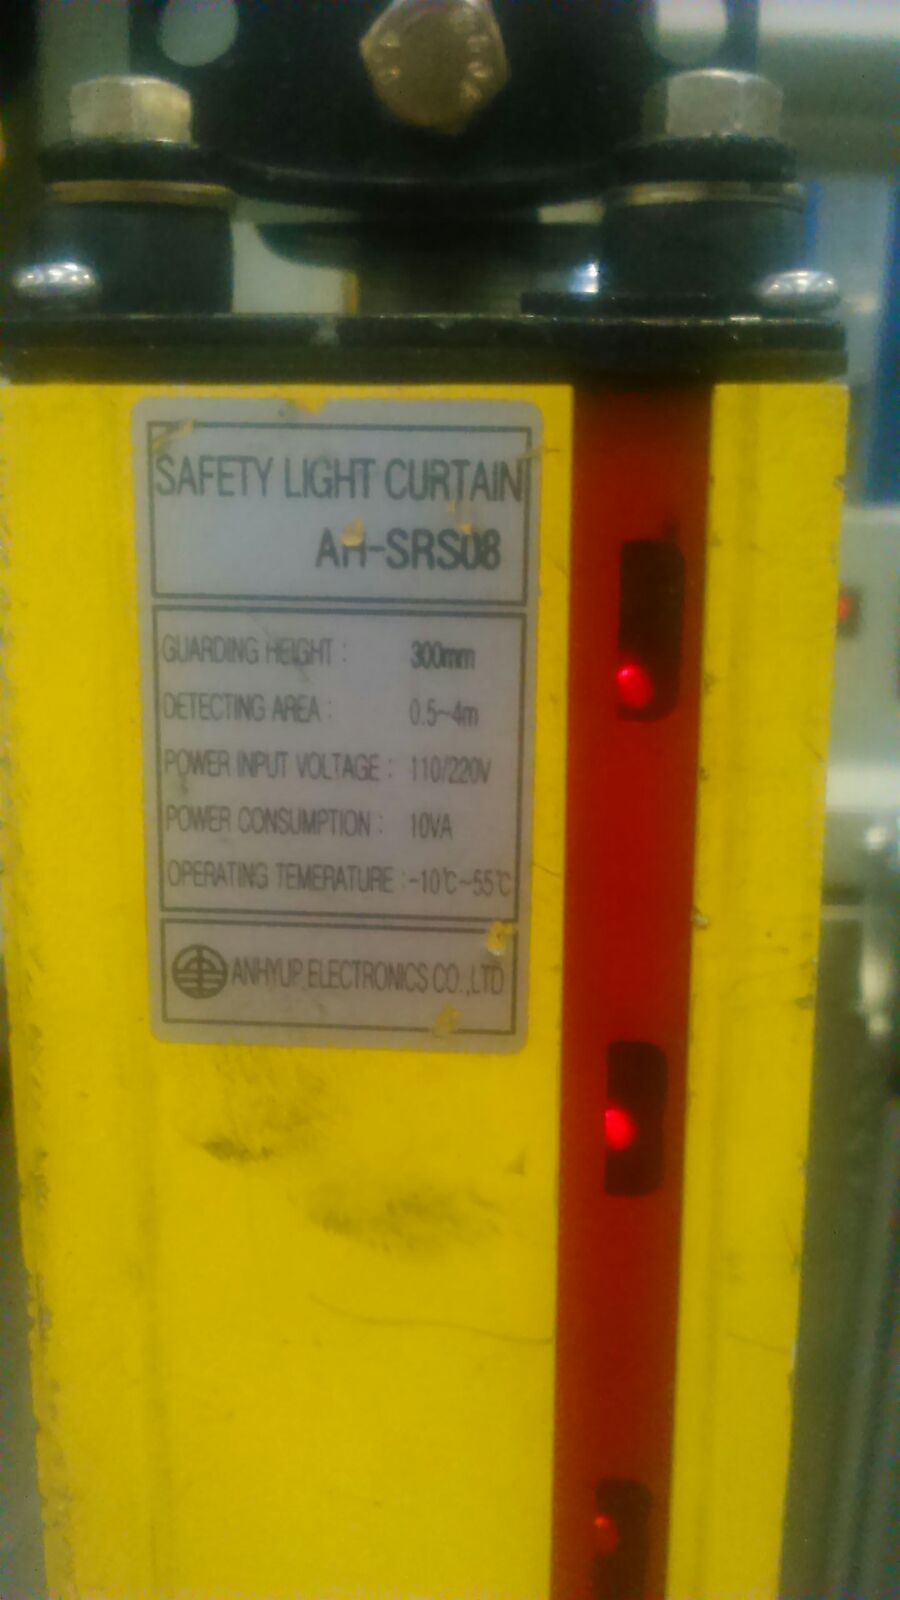 SAFETY LIGHT CURTAIN
AH-SRS08
GUARDING HEIGHT : 300mm
DETECTING AREA : 0.5~4m
POWER INPUT VOLTAGE : 110/220V
POWER CONSUMPTION : 10VA
OPERATING TEMERATURE : -10℃~55℃
ANHYUP ELECTRONICS CO.,LTD